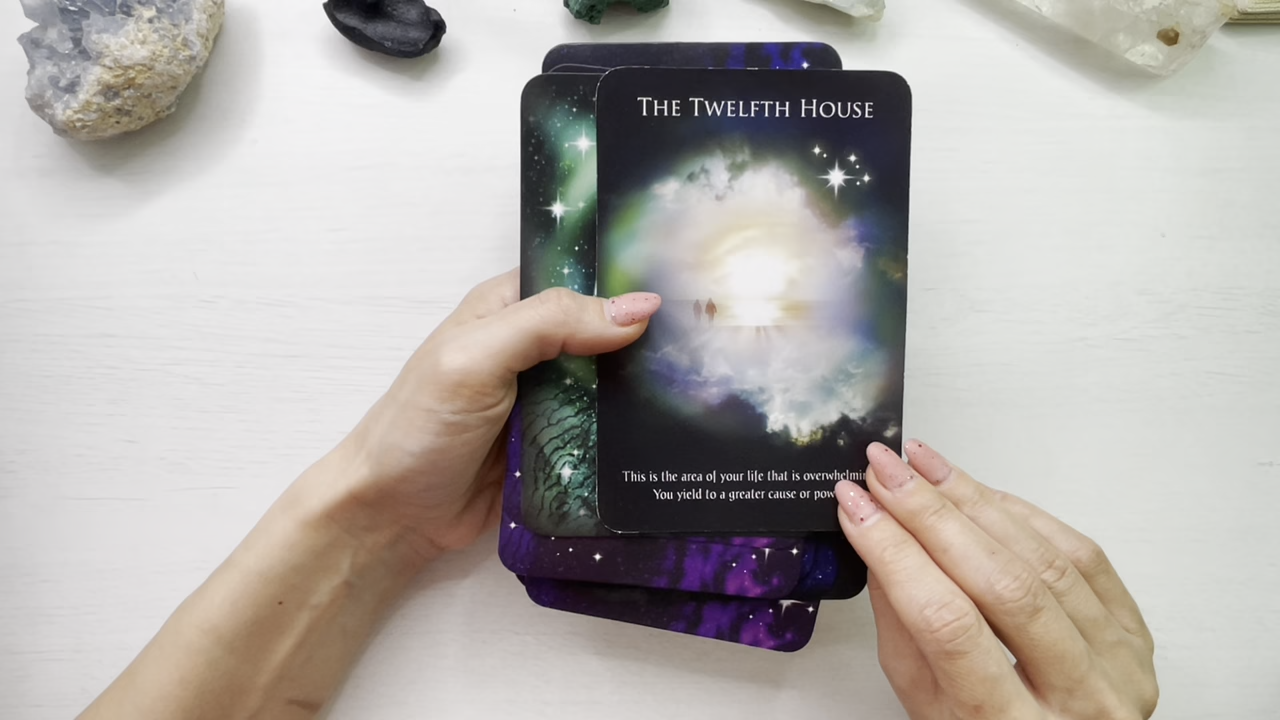 The Twelfth House
This is the area of your life that is
You yield to a greater cause or